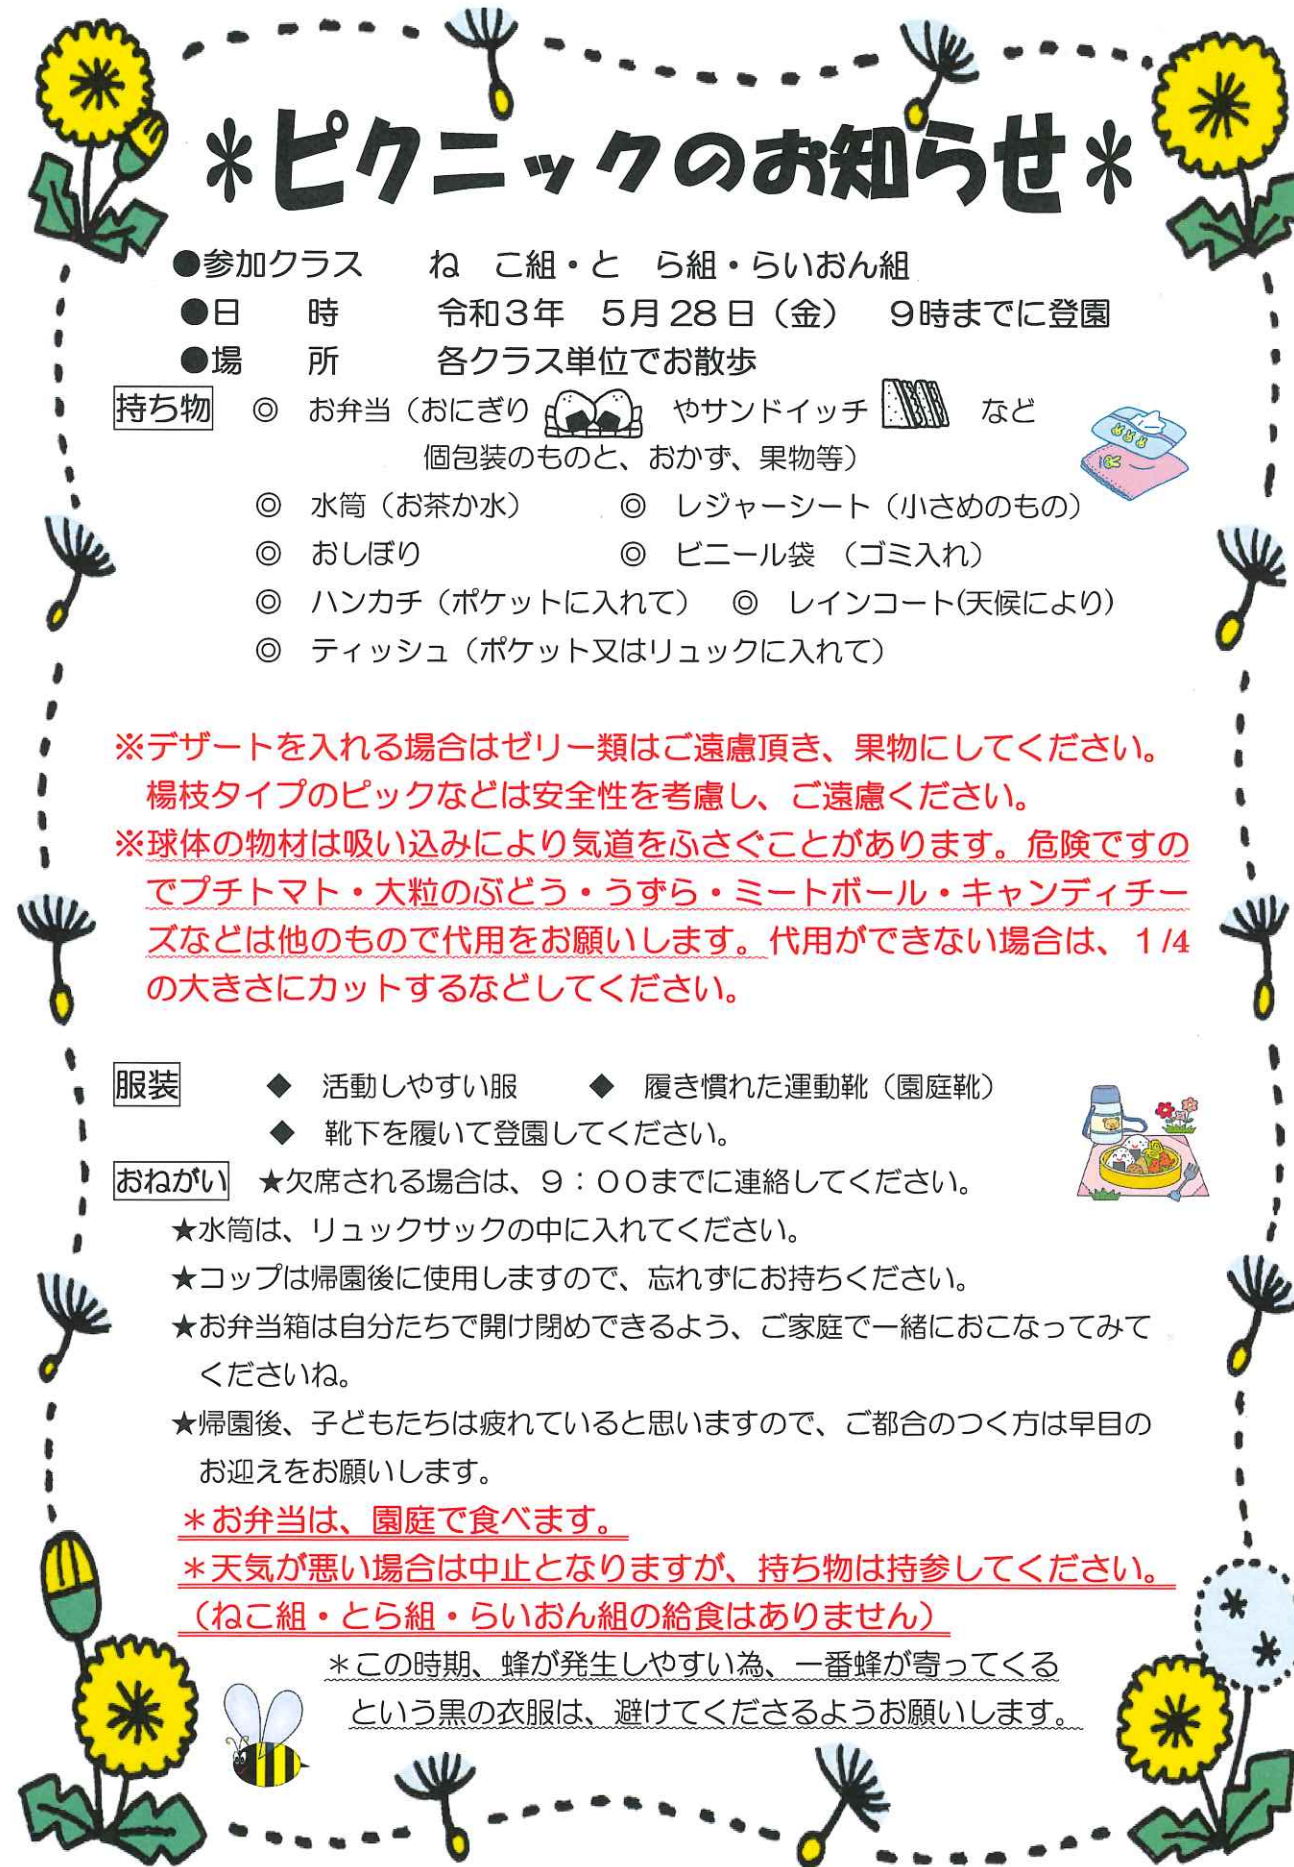 ＊ピクニックのお知らせ＊
●参加クラス　　ね　こ組・と　ら組・らいおん組
●日　　時　　　令和３年　５月28日（金）　９時までに登園
●場　　所　　　各クラス単位でお散歩
持ち物　◎　お弁当（おにぎり　　やサンドイッチ　　など
個包装のものと、おかず、果物等）
◎　水筒（お茶か水）　　◎　レジャーシート（小さめのもの）
◎　おしぼり　　◎　ビニール袋　（ゴミ入れ）
◎　ハンカチ（ポケットに入れて）　◎　レインコート(天候により)
◎　ティッシュ（ポケット又はリュックに入れて）
※デザートを入れる場合はゼリー類はご遠慮頂き、果物にしてください。
楊枝タイプのピックなどは安全性を考慮し、ご遠慮ください。
※球体の物材は吸い込みにより気道をふさぐことがあります。危険ですの
でプチトマト・大粒のぶどう・うずら・ミートボール・キャンディチー
ズなどは他のもので代用をお願いします。代用ができない場合は、１/4
の大きさにカットするなどしてください。
服装　　◆　活動しやすい服　　◆　履き慣れた運動靴（園庭靴）
◆　靴下を履いて登園してください。
おねがい　★欠席される場合は、９：００までに連絡してください。
★水筒は、リュックサックの中に入れてください。
★コップは帰園後に使用しますので、忘れずにお持ちください。
★お弁当箱は自分たちで開け閉めできるよう、ご家庭で一緒におこなってみて
くださいね。
★帰園後、子どもたちは疲れていると思いますので、ご都合のつく方は早目の
お迎えをお願いします。
＊お弁当は、園庭で食べます。
＊天気が悪い場合は中止となりますが、持ち物は持参してください。
（ねこ組・とら組・らいおん組の給食はありません）
＊この時期、蜂が発生しやすい為、一番蜂が寄ってくる
という黒の衣服は、避けてくださるようお願いします。